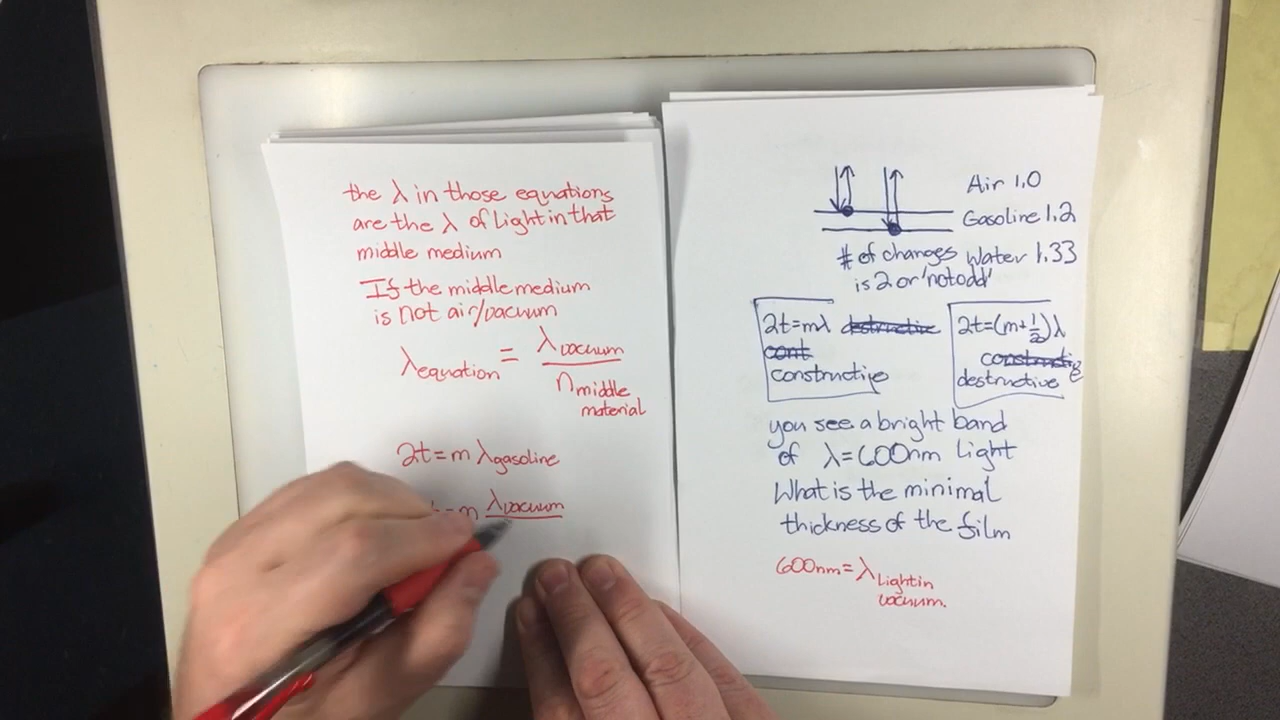 the λ in those equations
are the λ of Light in that
middle medium
If the middle medium
is not air/vacuum
λequation = λvacuum
nmiddle
material
2t = m λgasoline
= m λvacuum
Air 1.0
Gasoline 1.2
# of changes Water 1.33
is 2 or 'not odd'
2t=mλ destructive
cont
constructive
2t=(m+1/2)λ
constructive
destructive
you see a bright band
of λ=600nm Light
What is the minimal
thickness of the film
600nm = λLight in
vacuum.